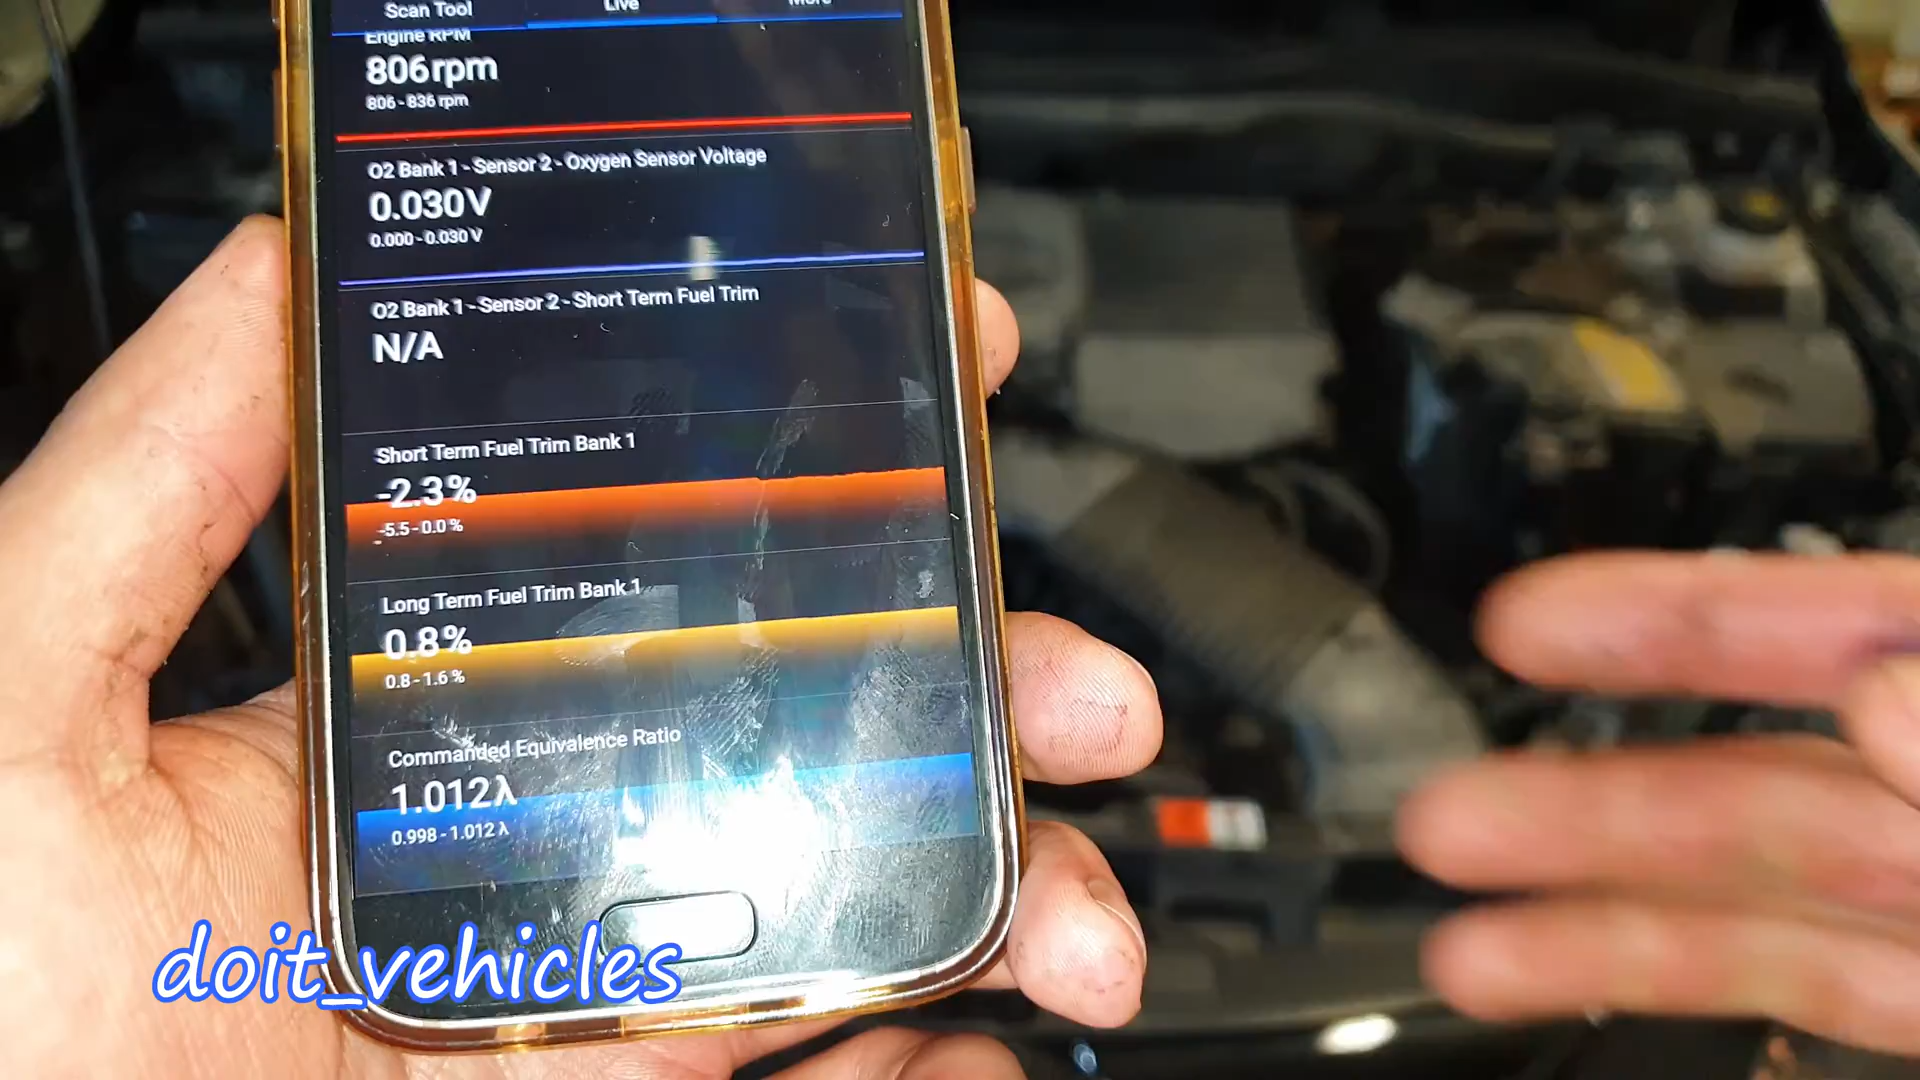 Scan Tool
Live
More
Engine RPM
806rpm
806 - 836 rpm
O2 Bank 1 - Sensor 2 - Oxygen Sensor Voltage
0.030V
0.000 - 0.030 V
O2 Bank 1 - Sensor 2 - Short Term Fuel Trim
N/A
Short Term Fuel Trim Bank 1
-2.3%
-5.5 - 0.0 %
Long Term Fuel Trim Bank 1
0.8%
0.8 - 1.6 %
Commanded Equivalence Ratio
1.012λ
0.998 - 1.012 λ
doit_vehicles